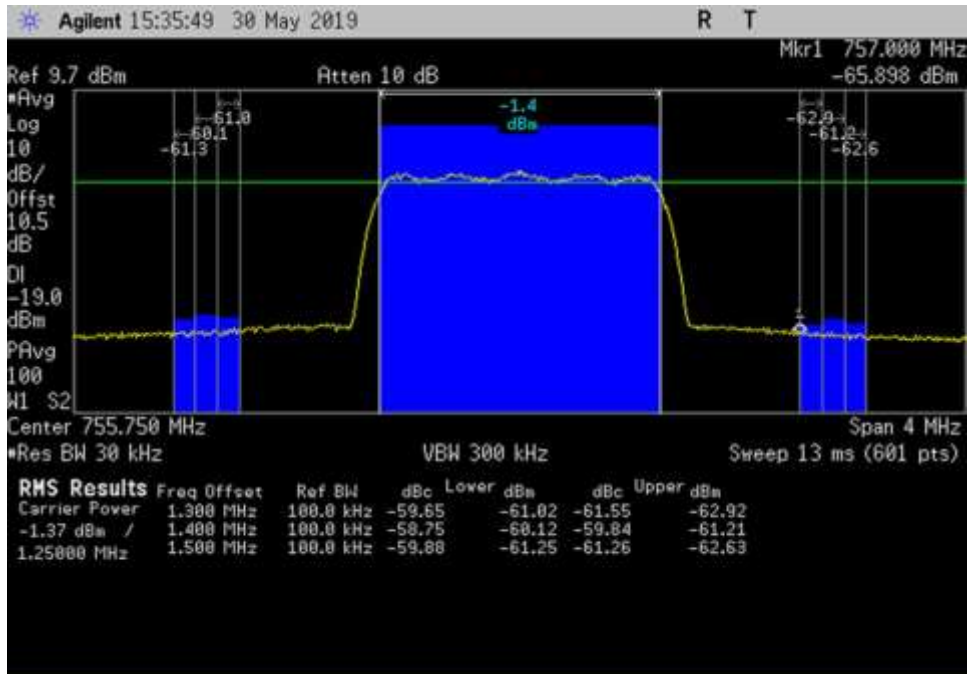 Agilent 15:35:49 30 May 2019 R T
Mkr1 757.000 MHz
Ref 9.7 dBm Atten 10 dB -65.898 dBm
*Avg
Log
10
dB/
Offst
10.5
dB
DI
-19.0
dBm
PAvg
100
W1 S2
-1.4
dBm
-61.0
-60.1
-61.3
-62.9
-61.2
-62.6
1
Center 755.750 MHz Span 4 MHz
*Res BW 30 kHz VBW 300 kHz Sweep 13 ms (601 pts)
RMS Results Freq Offset Ref BW dBc Lower dBm dBc Upper dBm
Carrier Power 1.300 MHz 100.0 kHz -59.65 -61.02 -61.55 -62.92
-1.37 dBm / 1.400 MHz 100.0 kHz -58.75 -60.12 -59.84 -61.21
1.25000 MHz 1.500 MHz 100.0 kHz -59.88 -61.25 -61.26 -62.63